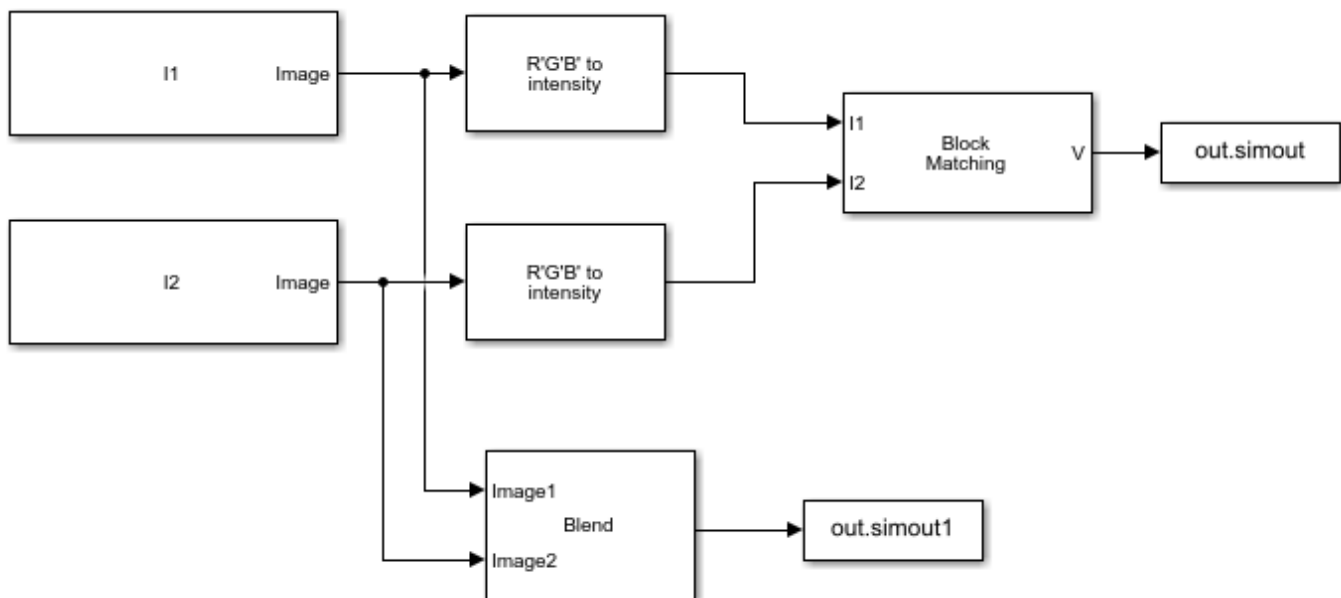 I1
Image
R'G'B' to
intensity
I1
I2
Block
Matching
V
out.simout
I2
Image
R'G'B' to
intensity
Image1
Image2
Blend
out.simout1